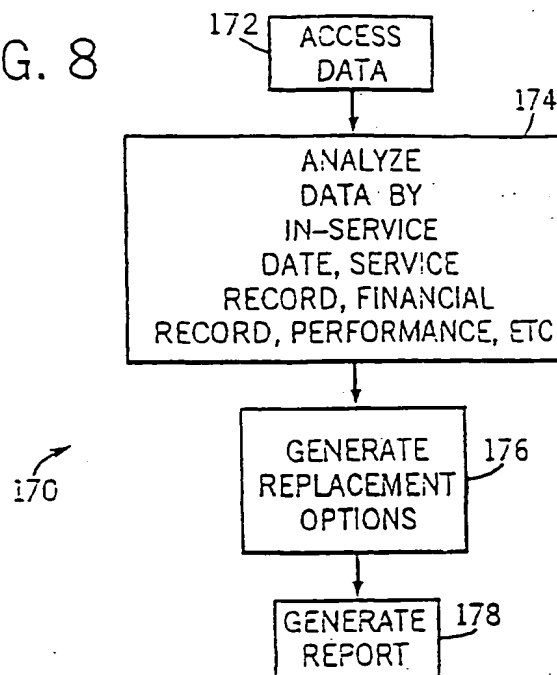 G. 8
172
ACCESS
DATA
174
ANALYZE
DATA BY
IN-SERVICE
DATE, SERVICE
RECORD, FINANCIAL
RECORD, PERFORMANCE, ETC
170
GENERATE
REPLACEMENT
OPTIONS
176
GENERATE
REPORT
178